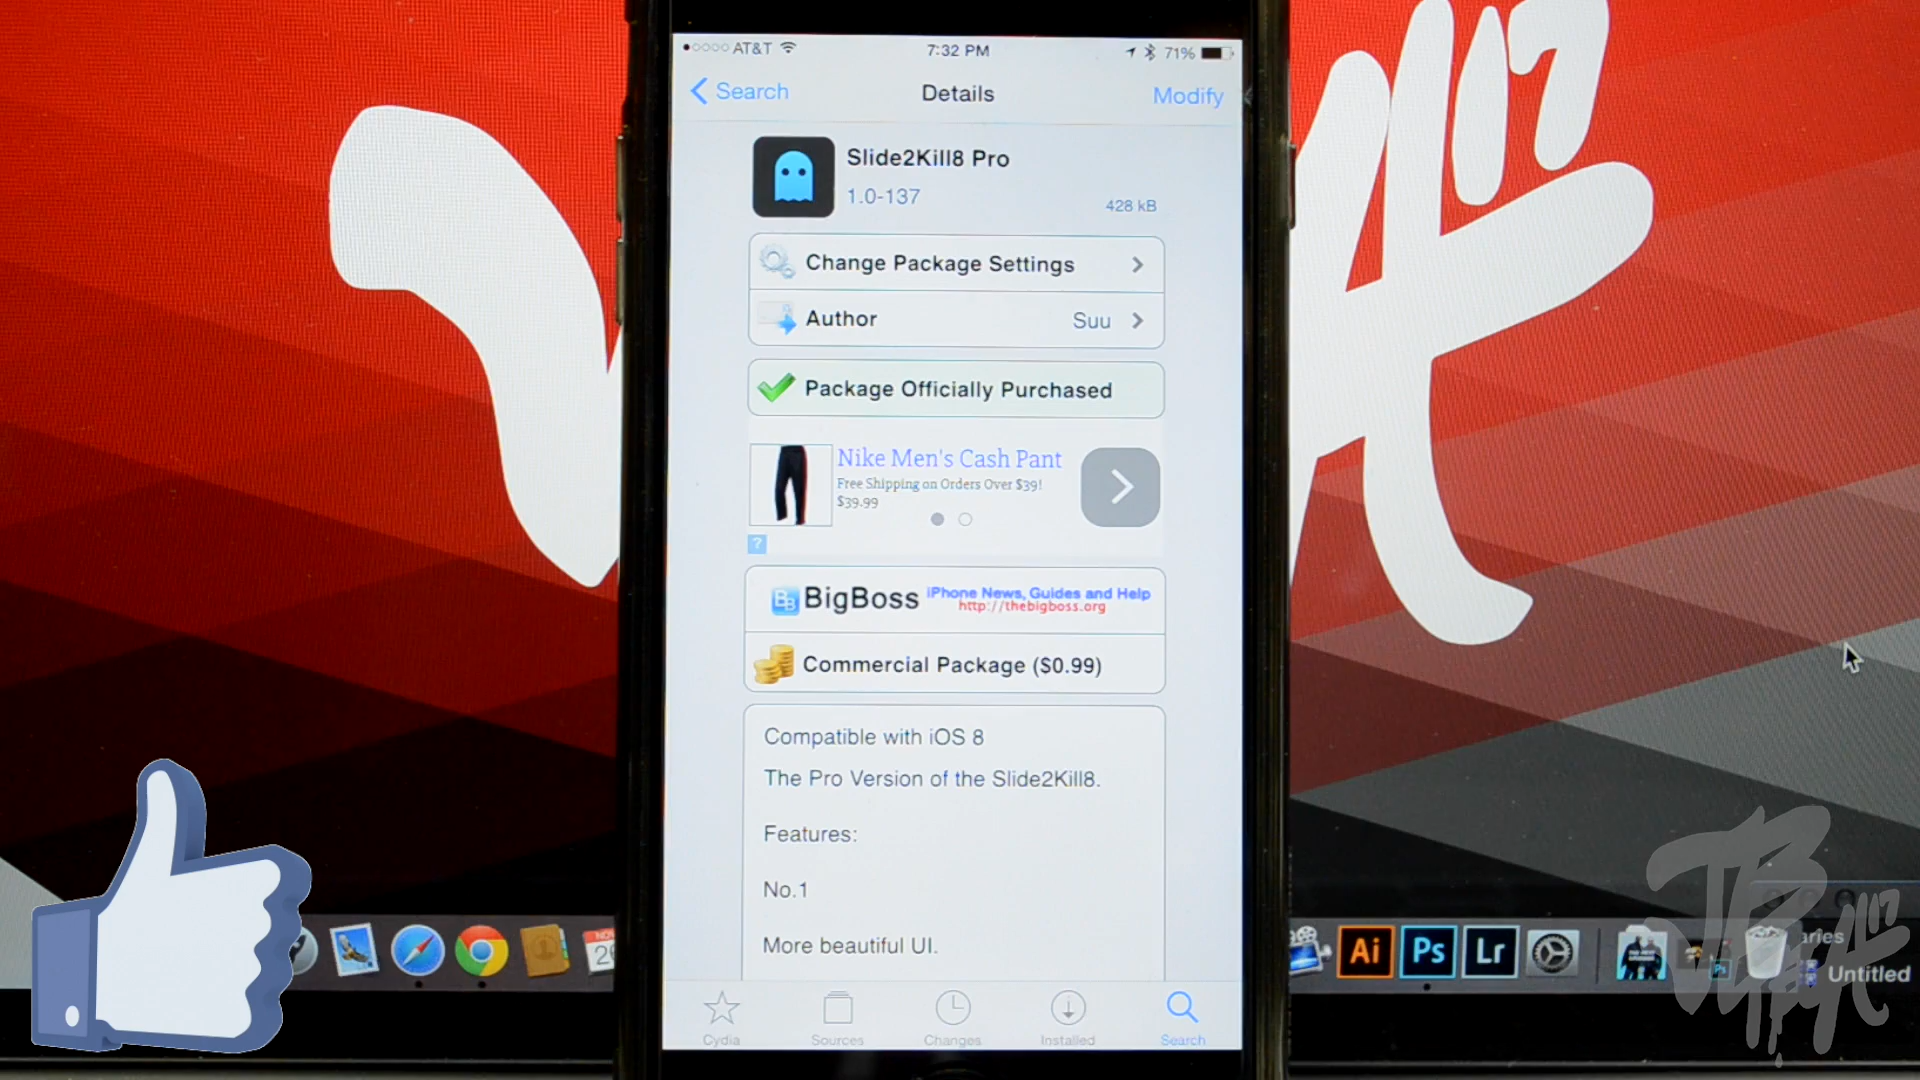 AT&T 7:32 PM 71%
Search Details Modify
Slide2Kill8 Pro
1.0-137
428 kB
Change Package Settings
Author Suu
Package Officially Purchased
Nike Men's Cash Pant
Free Shipping on Orders Over $39!
$39.99
?
BB BigBoss iPhone News, Guides and Help
http://thebigboss.org
Commercial Package ($0.99)
Compatible with iOS 8
The Pro Version of the Slide2Kill8.
Features:
No.1
More beautiful UI.
Cydia Sources Changes Installed Search
Ai Ps Lr
Untitled
17
17